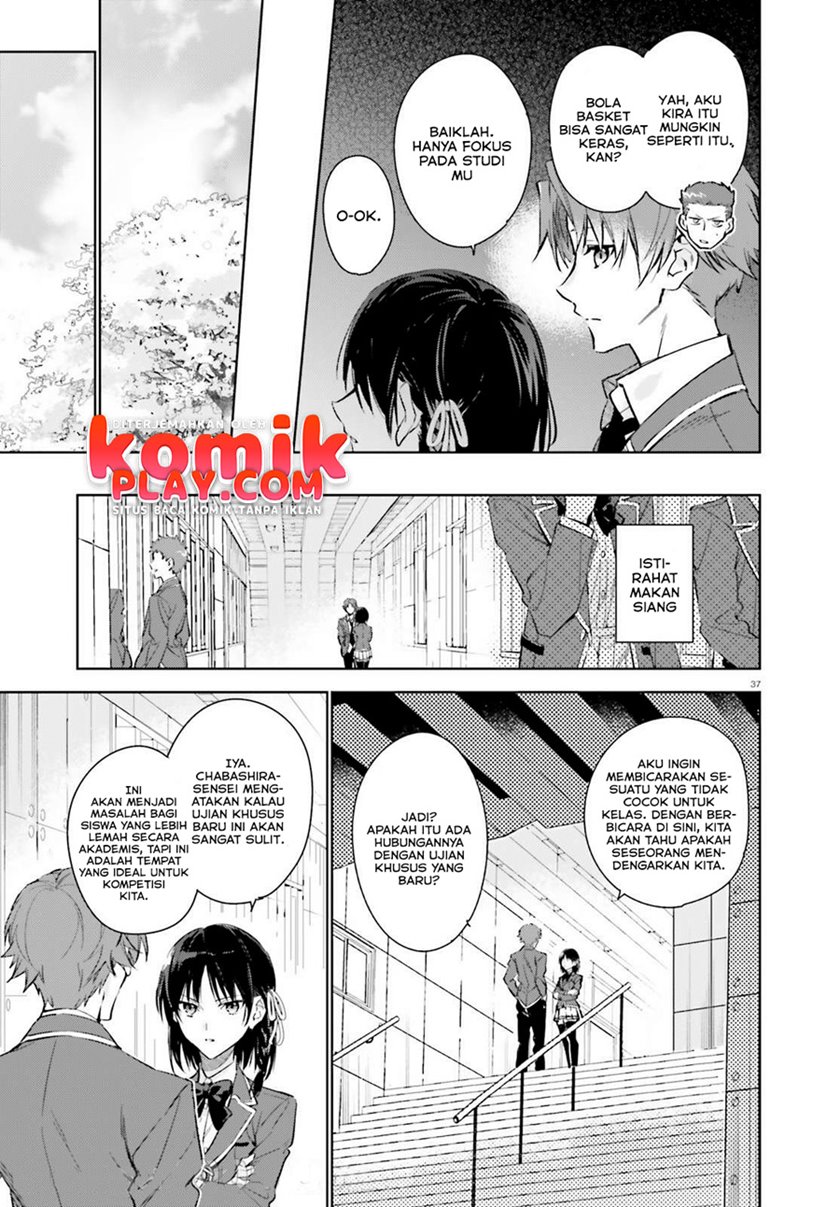 YAH, AKU
KIRA ITU
MUNGKIN
SEPERTI ITU.
BOLA
BASKET
BISA SANGAT
KERAS,
KAN?
BAIKLAH.
HANYA FOKUS
PADA STUDI
MU
O-OK.
DITERJEMAHKAN OLEH
komik
PLAY.COM
SITUS BACA KOMIK TANPA IKLAN
ISTI-
RAHAT
MAKAN
SIANG
37
AKU INGIN
MEMBICARAKAN SE-
SUATU YANG TIDAK
COCOK UNTUK
KELAS. DENGAN BER-
BICARA DI SINI, KITA
AKAN TAHU APAKAH
SESEORANG MEN-
DENGARKAN KITA.
JADI?
APAKAH ITU ADA
HUBUNGANNYA
DENGAN UJIAN
KHUSUS YANG
BARU?
IYA.
CHABASHIRA-
SENSEI MENG-
ATAKAN KALAU
UJIAN KHUSUS
BARU INI AKAN
SANGAT SULIT.
INI
AKAN MENJADI
MASALAH BAGI
SISWA YANG LEBIH
LEMAH SECARA
AKADEMIS, TAPI INI
ADALAH TEMPAT
YANG IDEAL UNTUK
KOMPETISI
KITA.